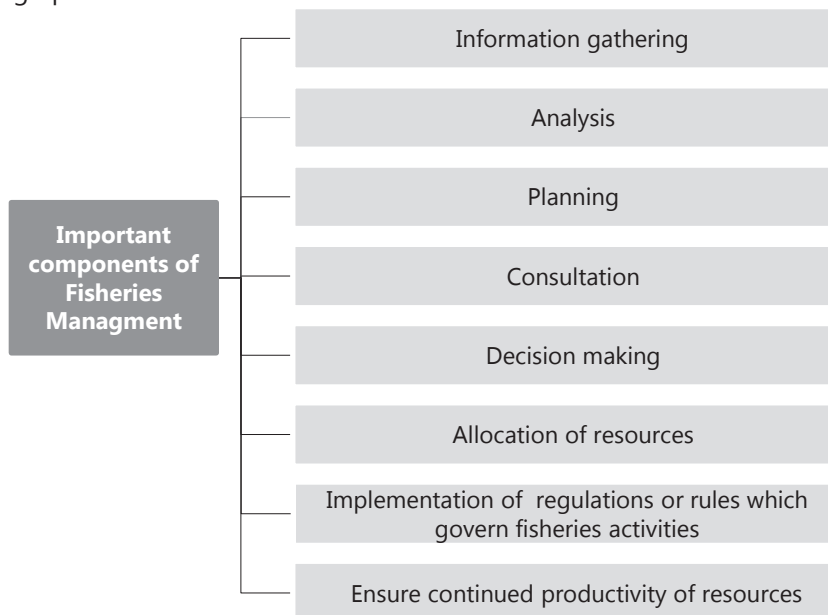 Information gathering
Analysis
Planning
Important
components of
Fisheries
Managment
Consultation
Decision making
Allocation of resources
Implementation of regulations or rules which
govern fisheries activities
Ensure continued productivity of resources